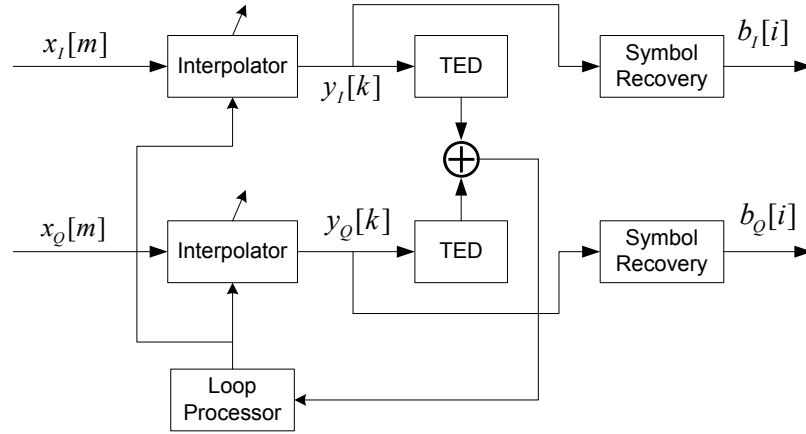 x_I[m]
Interpolator
y_I[k]
TED
Symbol
Recovery
b_I[i]
x_Q[m]
Interpolator
y_Q[k]
TED
Symbol
Recovery
b_Q[i]
Loop
Processor